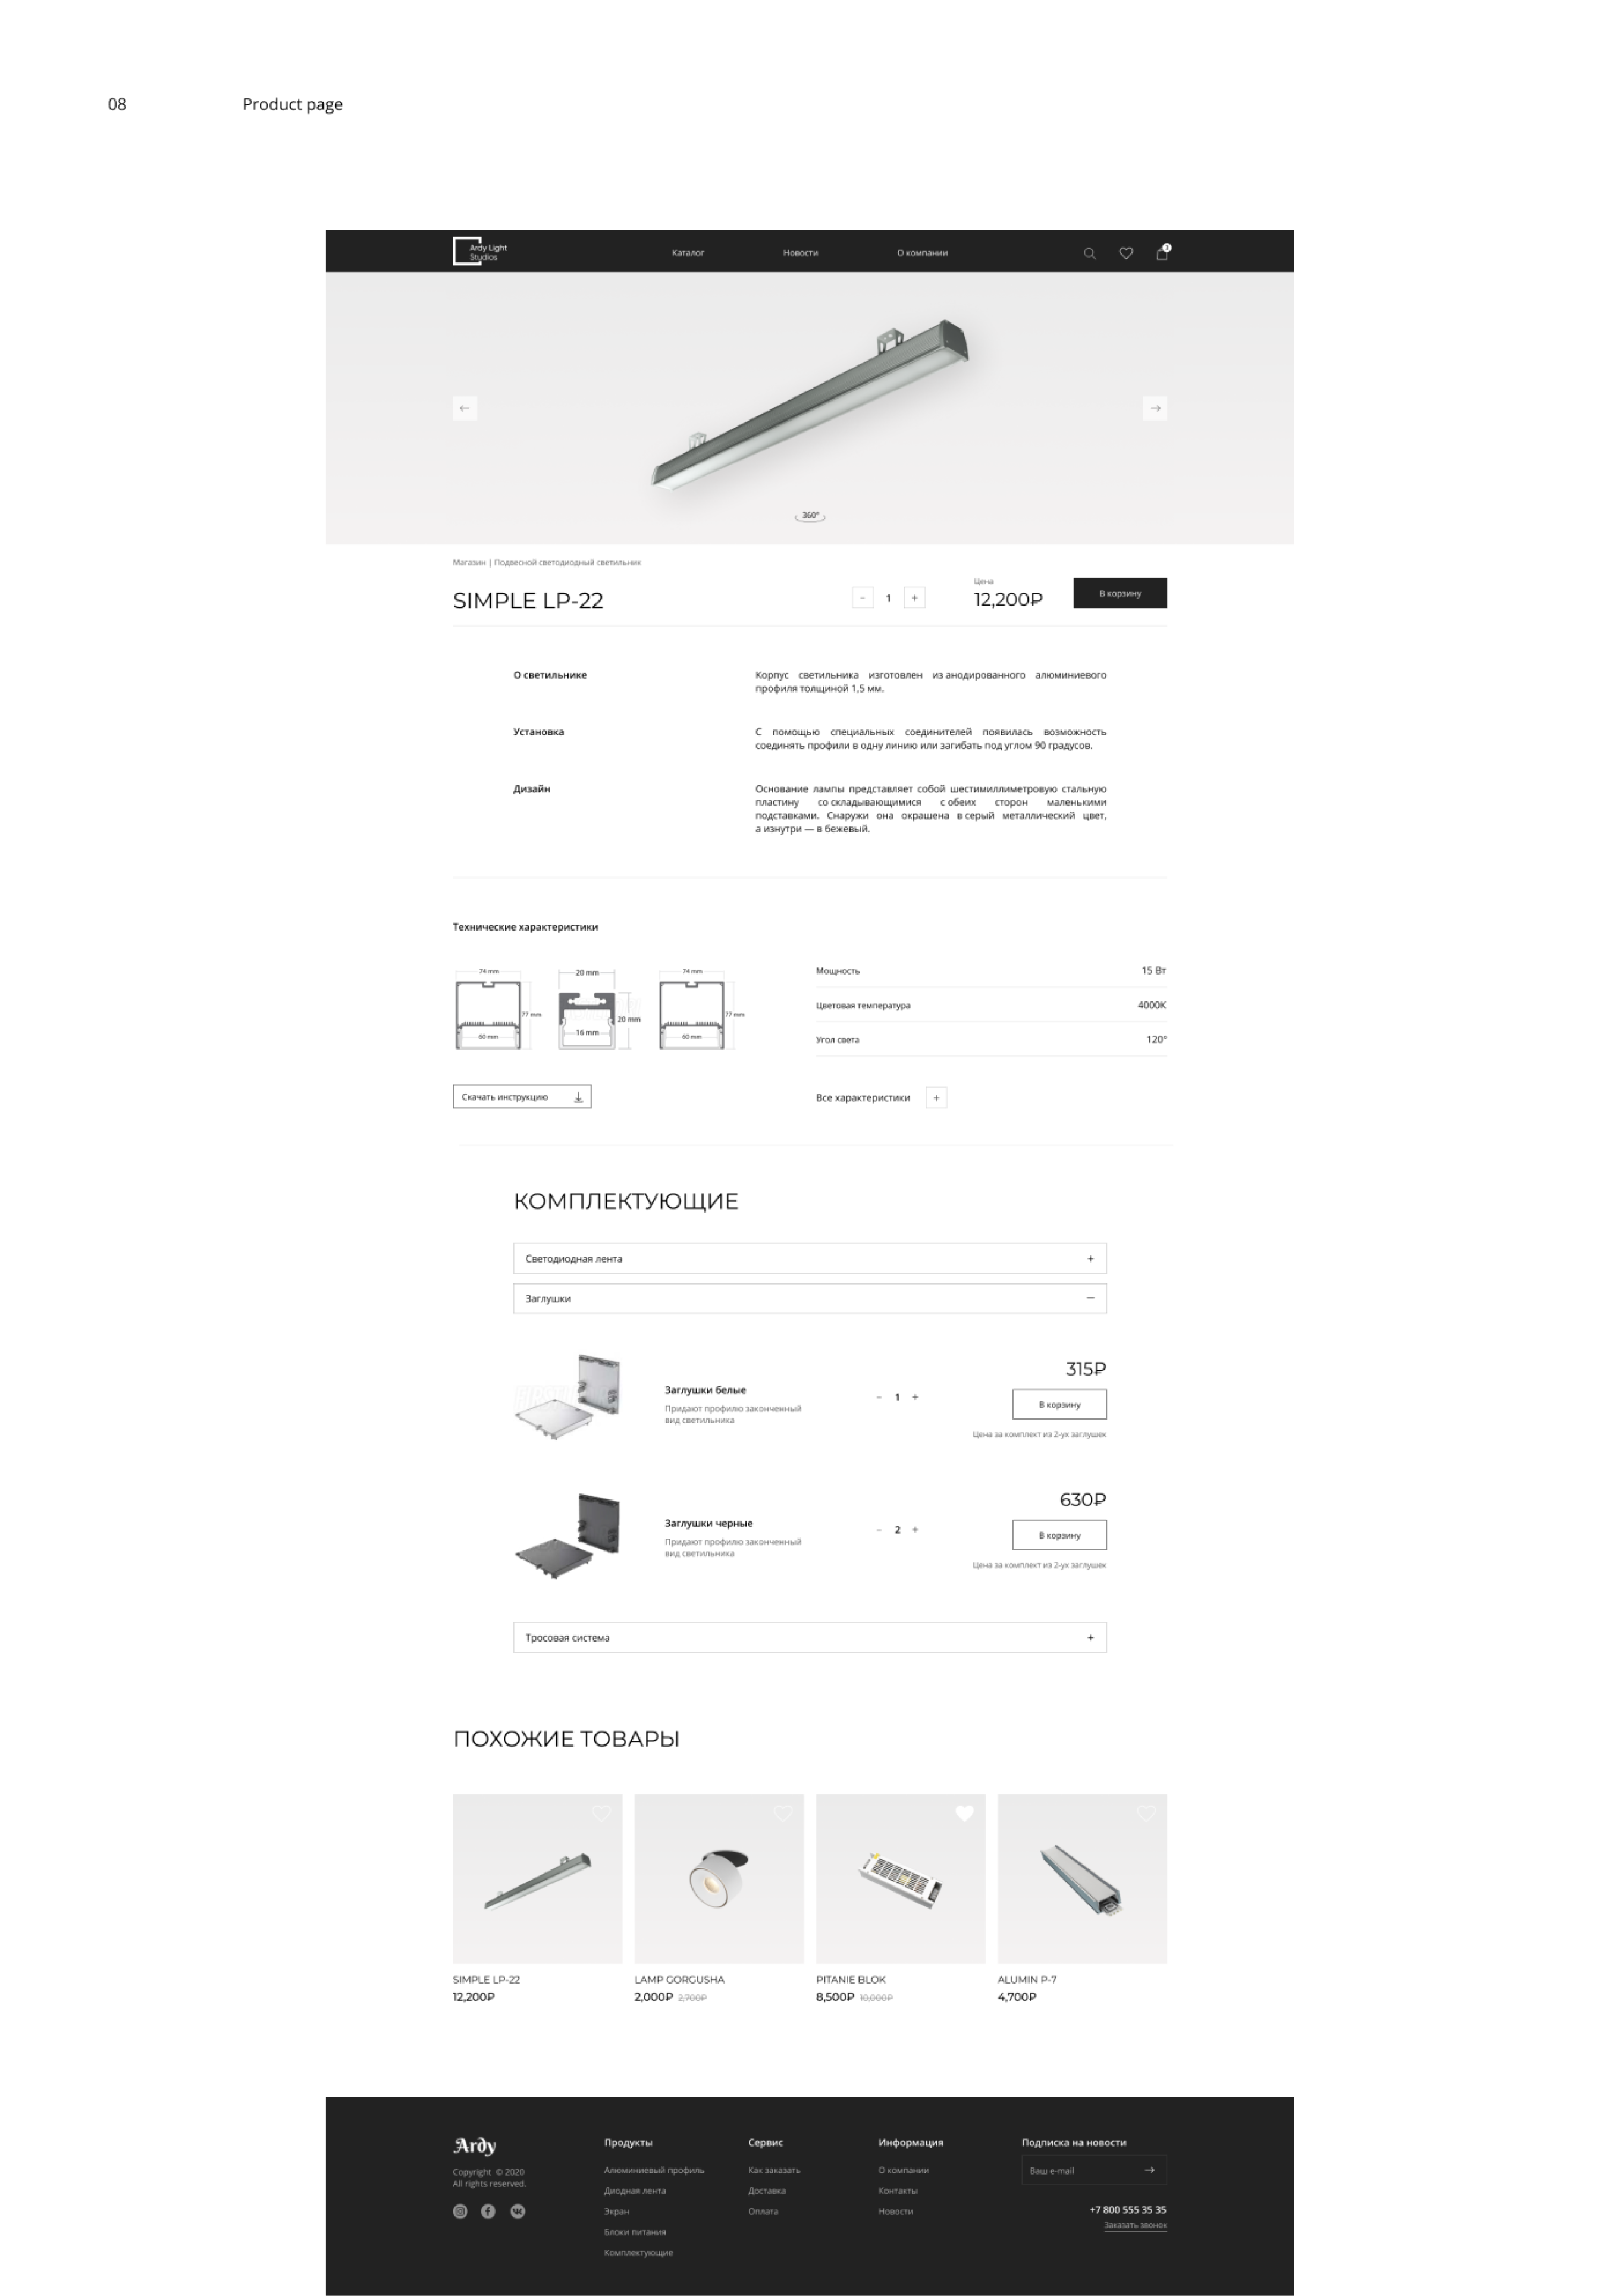 08 Product page
Ardy Light
Studios
Каталог Новости О компании
3
360°
Магазин | Подвесной светодиодный светильник
SIMPLE LP-22
- 1 +
Цена
12,200₽
В корзину
О светильнике
Корпус светильника изготовлен из анодированного алюминиевого
профиля толщиной 1,5 мм.
Установка
С помощью специальных соединителей появилась возможность
соединять профили в одну линию или загибать под углом 90 градусов.
Дизайн
Основание лампы представляет собой шестимиллиметровую стальную
пластину со складывающимися с обеих сторон маленькими
подставками. Снаружи она окрашена в серый металлический цвет,
а изнутри — в бежевый.
Технические характеристики
74 mm
77 mm
60 mm
20 mm
20 mm
16 mm
74 mm
77 mm
60 mm
Мощность 15 Вт
Цветовая температура 4000К
Угол света 120°
Скачать инструкцию
Все характеристики +
КОМПЛЕКТУЮЩИЕ
Светодиодная лента +
Заглушки —
Заглушки белые
Придают профилю законченный
вид светильника
- 1 +
315₽
В корзину
Цена за комплект из 2-ух заглушек
Заглушки черные
Придают профилю законченный
вид светильника
- 2 +
630₽
В корзину
Цена за комплект из 2-ух заглушек
Тросовая система +
ПОХОЖИЕ ТОВАРЫ
SIMPLE LP-22
12,200₽
LAMP GORGUSHA
2,000₽ 2,700₽
PITANIE BLOK
8,500₽ 10,000₽
ALUMIN P-7
4,700₽
Ardy
Copyright © 2020
All rights reserved.
Продукты
Алюминиевый профиль
Диодная лента
Экран
Блоки питания
Комплектующие
Сервис
Как заказать
Доставка
Оплата
Информация
О компании
Контакты
Новости
Подписка на новости
Ваш e-mail
+7 800 555 35 35
Заказать звонок